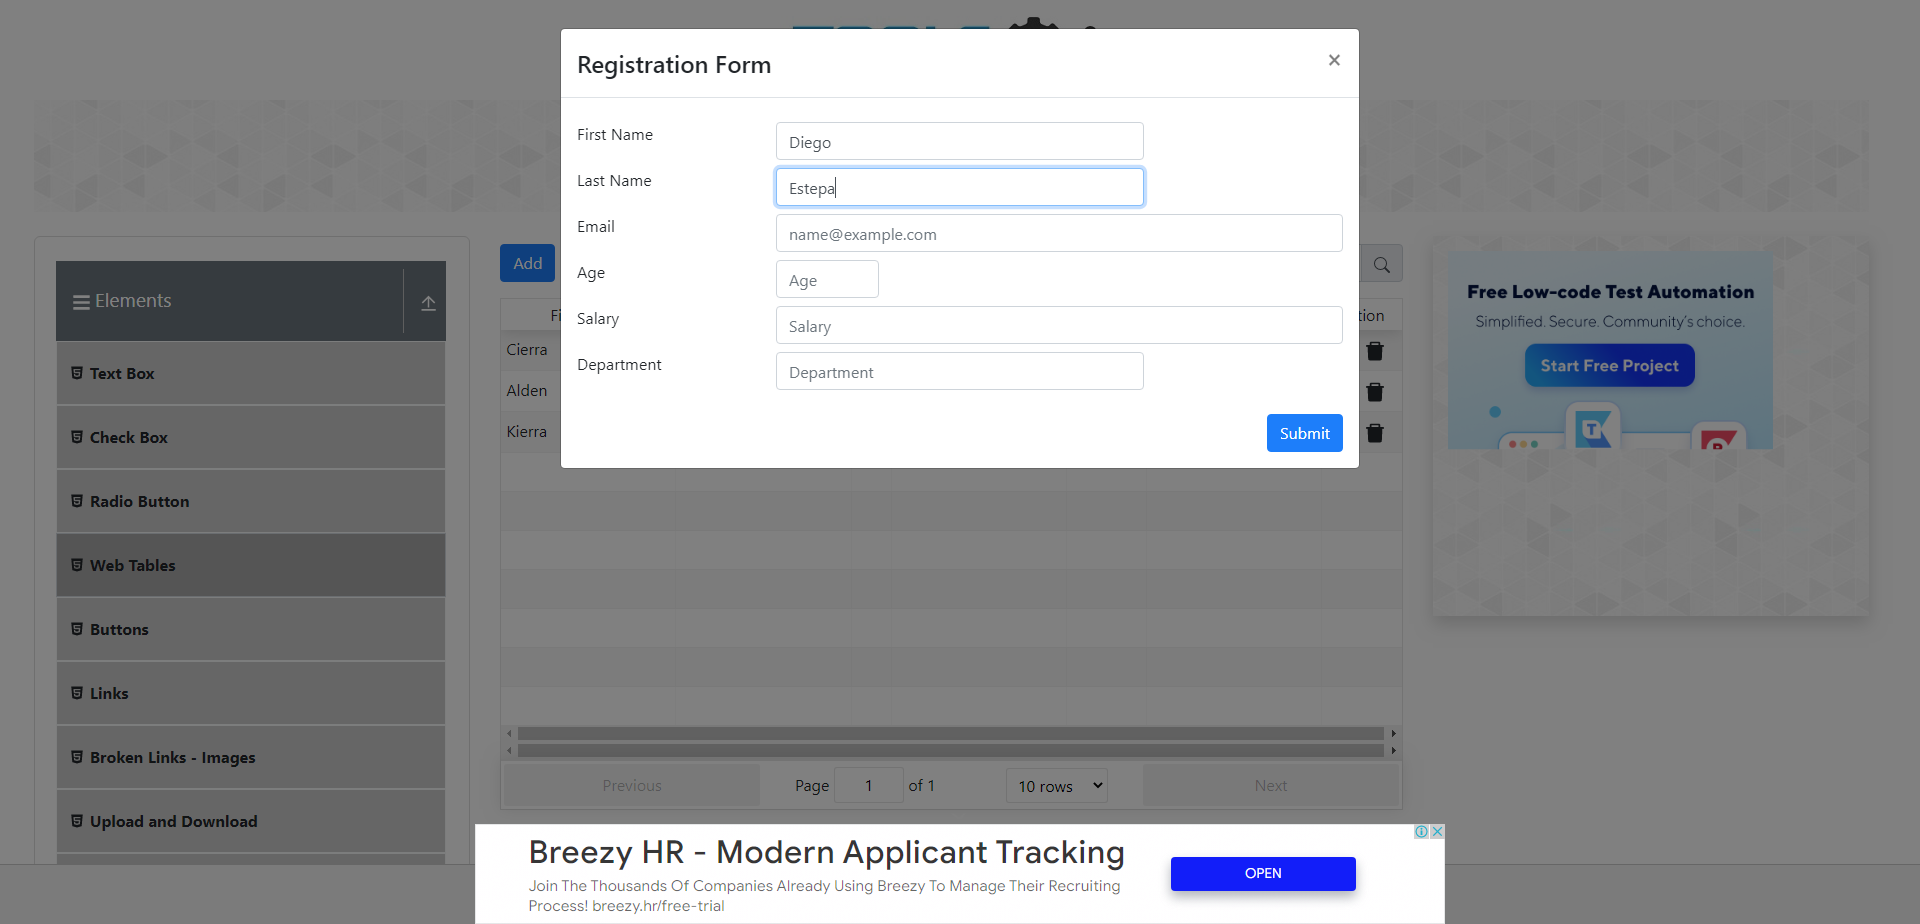 Registration Form
×
First Name
Diego
Last Name
Estepa
Email
name@example.com
Age
Age
Salary
Salary
Department
Department
Submit
Elements
Text Box
Check Box
Radio Button
Web Tables
Buttons
Links
Broken Links - Images
Upload and Download
Add
Cierra
Alden
Kierra
Previous
Page 1 of 1
10 rows
Next
Free Low-code Test Automation
Simplified. Secure. Community's choice.
Start Free Project
Breezy HR - Modern Applicant Tracking
Join The Thousands Of Companies Already Using Breezy To Manage Their Recruiting
Process! breezy.hr/free-trial
OPEN